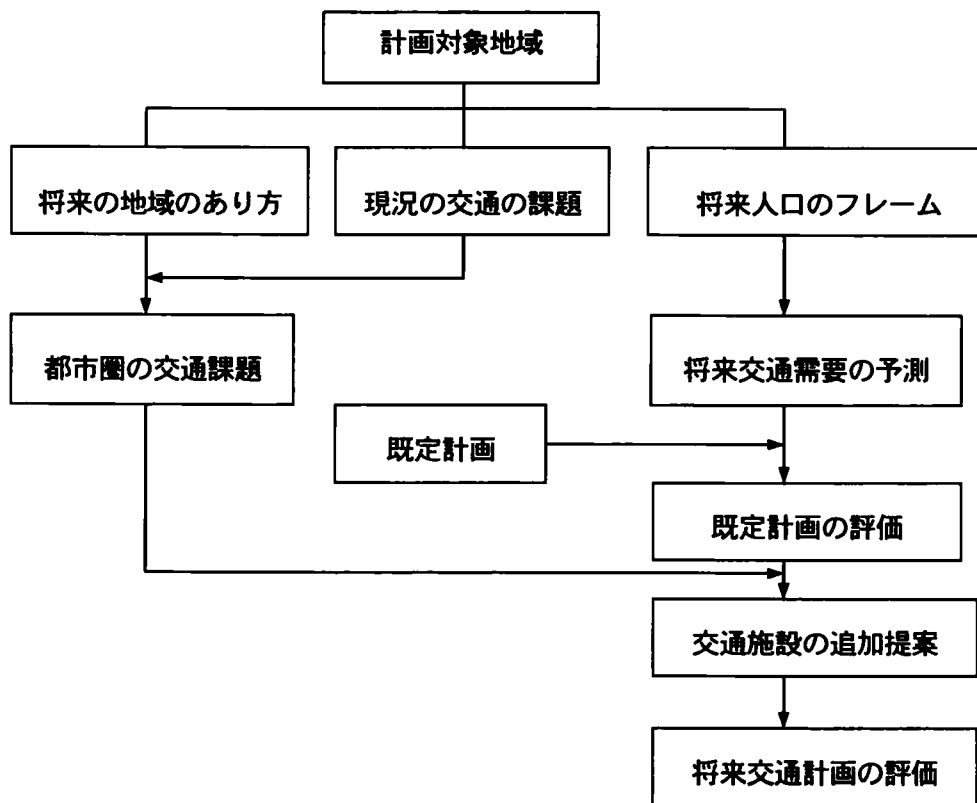 計画対象地域
将来の地域のあり方
現況の交通の課題
将来人口のフレーム
都市圏の交通課題
将来交通需要の予測
既定計画
既定計画の評価
交通施設の追加提案
将来交通計画の評価